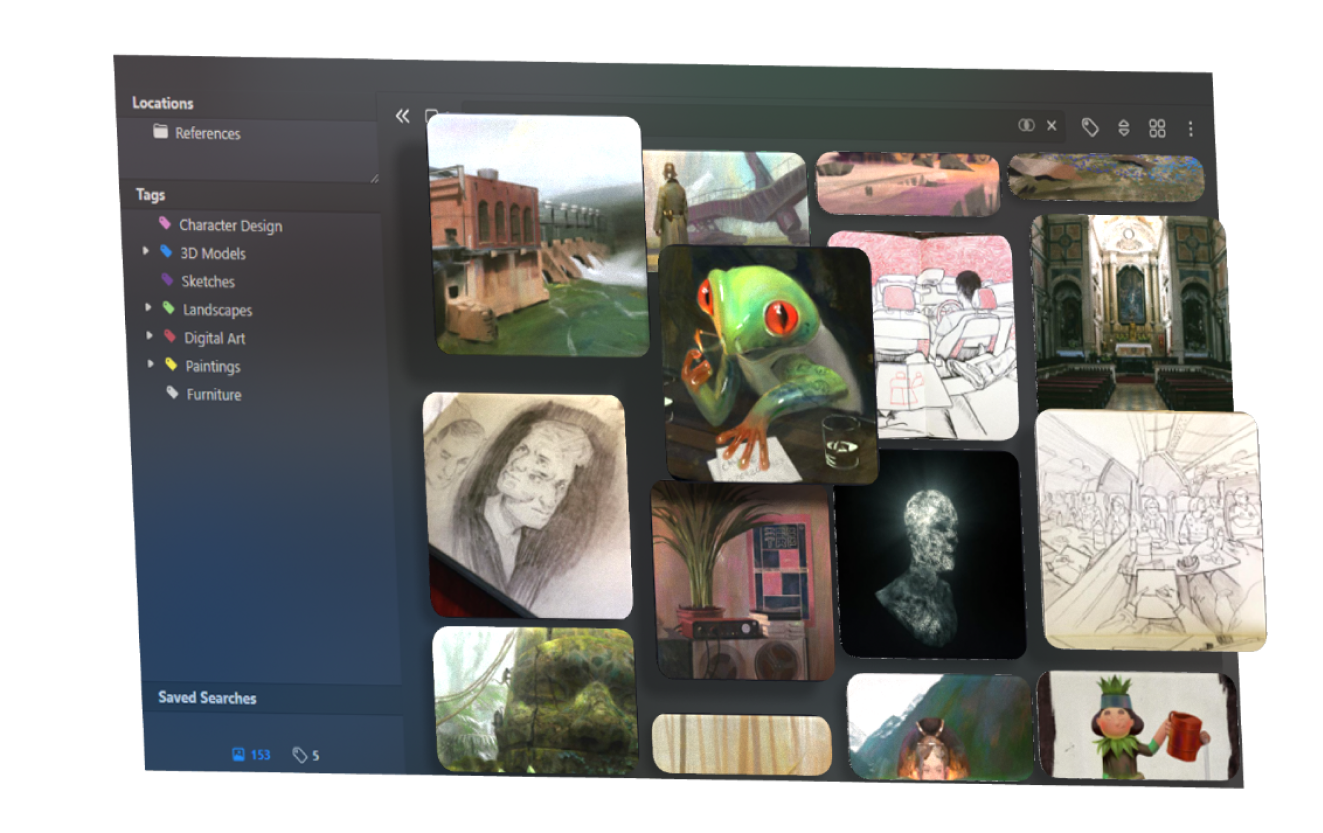 Locations
References
Tags
Character Design
3D Models
Sketches
Landscapes
Digital Art
Paintings
Furniture
Saved Searches
153
5